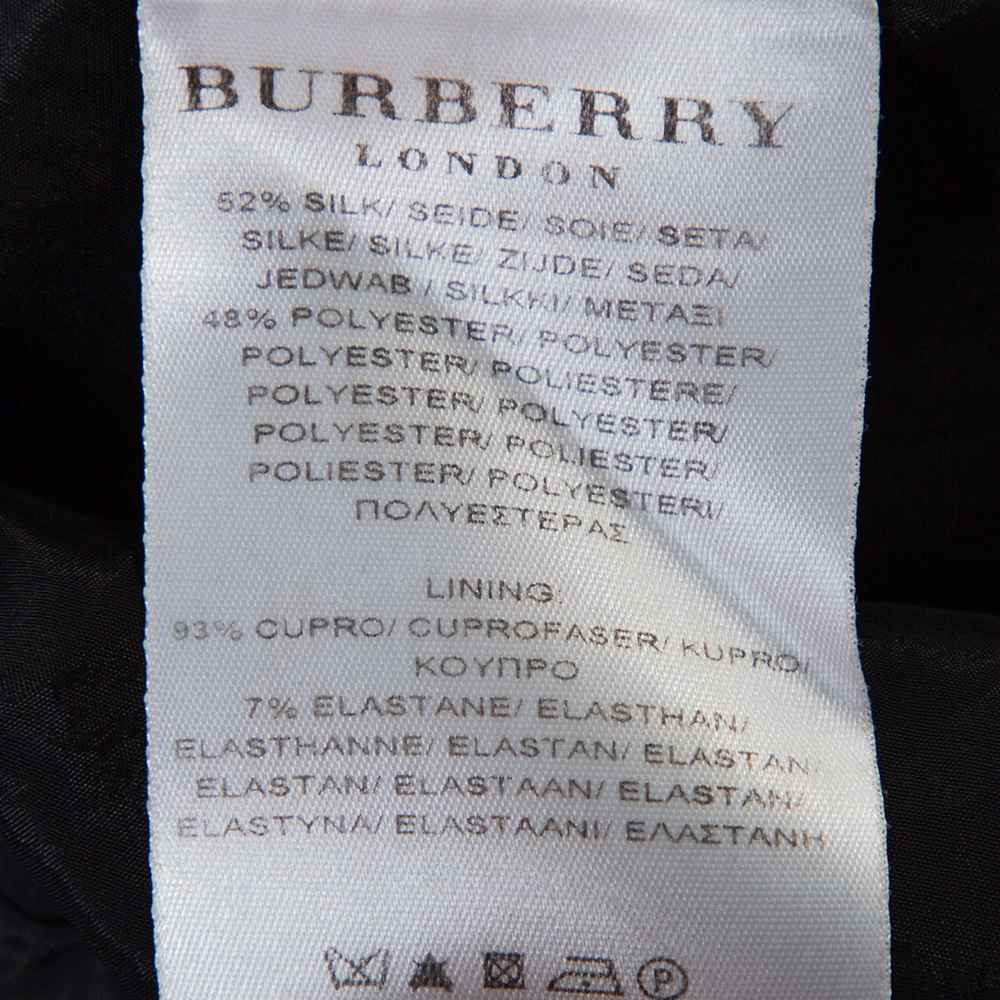 BURBERRY
LONDON
52% SILK/ SEIDE/ SOIE/ SETA/
SILKE/ SILKE/ ZIJDE/ SEDA/
JEDWAB / SILKKI/ ΜΕΤΑΞΙ
48% POLYESTER/ POLYESTER/
POLYESTER/ POLIESTERE/
POLYESTER/ POLYESTER/
POLYESTER/ POLIESTER/
POLIESTER/ POLYESTERI/
ΠΟΛΥΕΣΤΕΡΑΣ
LINING:
93% CUPRO/ CUPROFASER/ KUPRO/
ΚΟΥΠΡΟ
7% ELASTANE/ ELASTHAN/
ELASTHANNE/ ELASTAN/ ELASTAN/
ELASTAN/ ELASTAAN/ ELASTAN/
ELASTYNA/ ELASTAANI/ ΕΛΑΣΤΑΝΗ
P